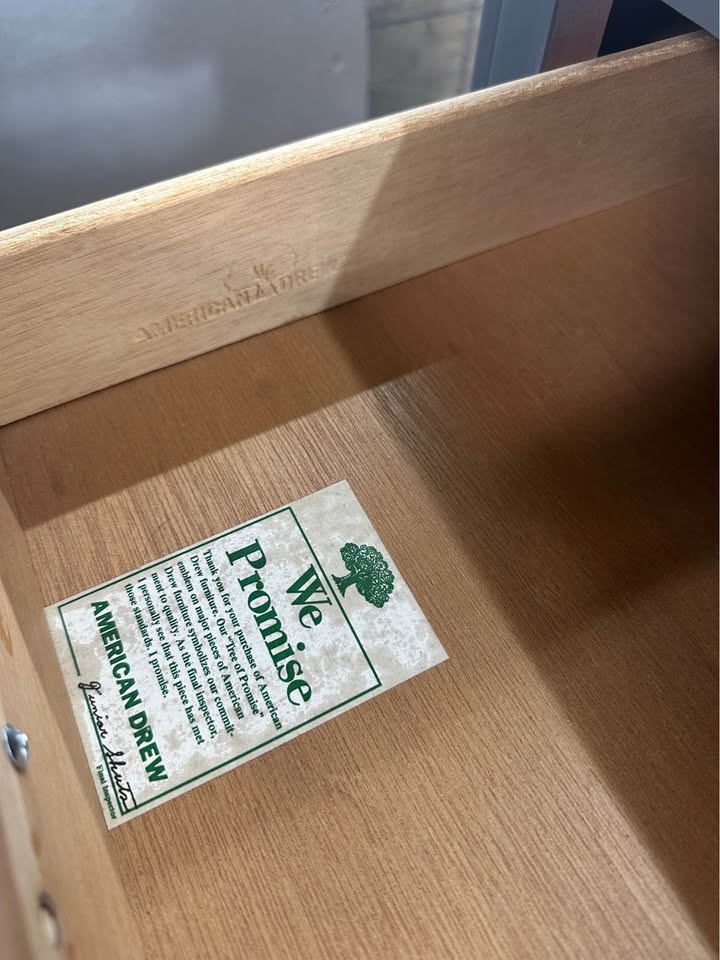 AMERICAN DREW
We
Promise
Thank you for your purchase of American
Drew furniture. Our "Tree of Promise"
emblem on major pieces of American
Drew furniture symbolizes our commit-
ment to quality. As the final inspector,
I personally see that this piece has met
those standards. I promise.
AMERICAN DREW
Junior Shuts
Final Inspector